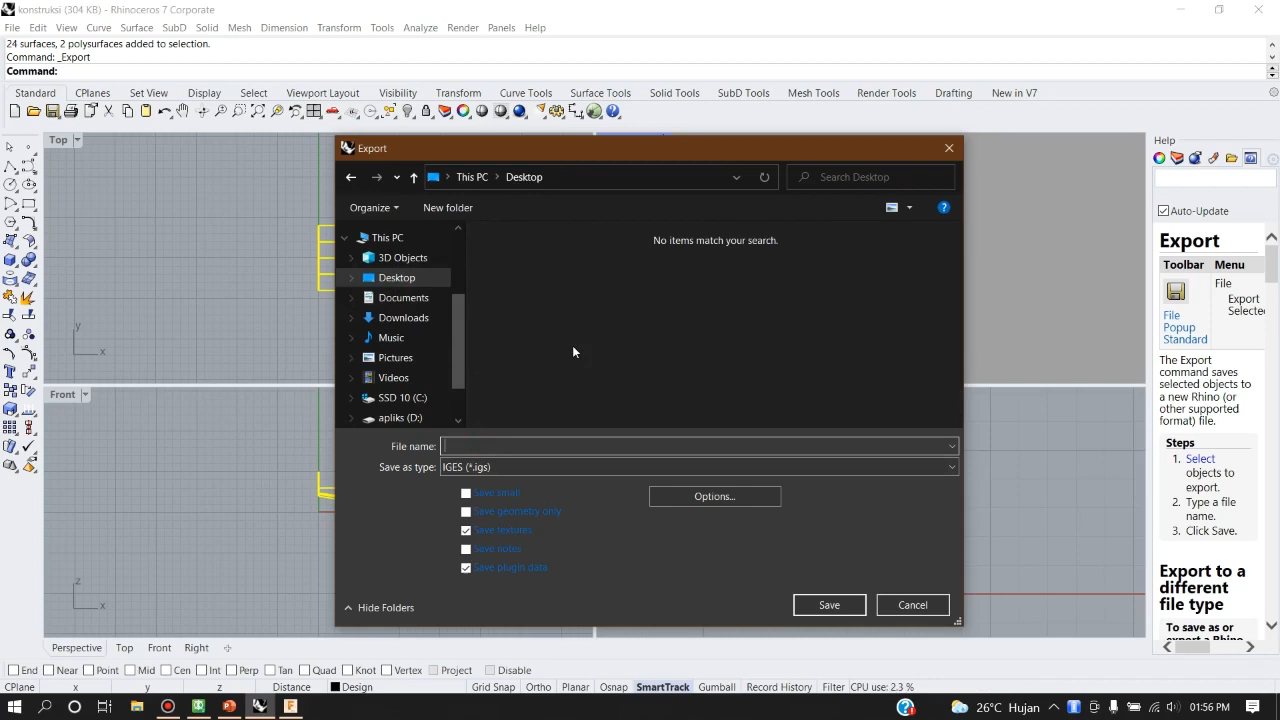 konstruksi (304 KB) - Rhinoceros 7 Corporate
File Edit View Curve Surface SubD Solid Mesh Dimension Transform Tools Analyze Render Panels Help
24 surfaces, 2 polysurfaces added to selection.
Command: _Export
Command:
Standard CPlanes Set View Display Select Viewport Layout Visibility Transform Curve Tools Surface Tools Solid Tools SubD Tools Mesh Tools Render Tools Drafting New in V7
Top
y
x
Front
z
x
Export
This PC > Desktop
Search Desktop
Organize
New folder
This PC
3D Objects
Desktop
Documents
Downloads
Music
Pictures
Videos
SSD 10 (C:)
apliks (D:)
No items match your search.
File name:
Save as type: IGES (*.igs)
Save small
Save geometry only
Save textures
Save notes
Save plugin data
Options...
Hide Folders
Save
Cancel
Help
Auto-Update
Export
Toolbar Menu
File
Export
Selected
File
Popup
Standard
The Export
command saves
selected objects to
a new Rhino (or
other supported
format) file.
Steps
1. Select
objects to
export.
2. Type a file
name.
3. Click Save.
Export to a
different
file type
To save as or
export a Rhino
Perspective Top Front Right
End Near Point Mid Cen Int Perp Tan Quad Knot Vertex Project Disable
CPlane x y z Distance Design Grid Snap Ortho Planar Osnap SmartTrack Gumball Record History Filter CPU use: 2.3 %
26°C Hujan
01:56 PM